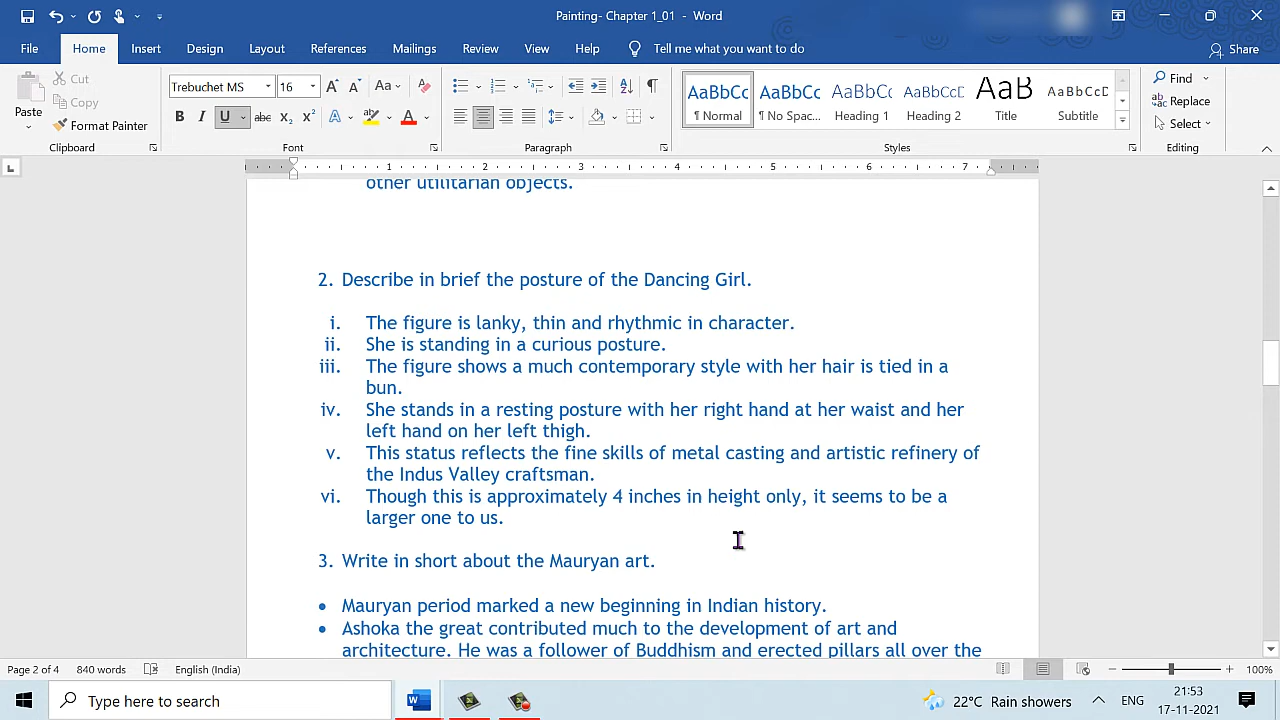 Painting- Chapter 1_01 - Word
File Home Insert Design Layout References Mailings Review View Help Tell me what you want to do Share
Paste
Cut
Copy
Format Painter
Clipboard
Trebuchet MS 16
Font
Paragraph
AaBbCc AaBbCc AaBbC AaBbCcD AaB AaBbCcD
¶ Normal ¶ No Spac... Heading 1 Heading 2 Title Subtitle
Styles
Find
Replace
Select
Editing
1 2 3 4 5 6 7
other utilitarian objects.
2. Describe in brief the posture of the Dancing Girl.
i. The figure is lanky, thin and rhythmic in character.
ii. She is standing in a curious posture.
iii. The figure shows a much contemporary style with her hair is tied in a
bun.
iv. She stands in a resting posture with her right hand at her waist and her
left hand on her left thigh.
v. This status reflects the fine skills of metal casting and artistic refinery of
the Indus Valley craftsman.
vi. Though this is approximately 4 inches in height only, it seems to be a
larger one to us.
3. Write in short about the Mauryan art.
• Mauryan period marked a new beginning in Indian history.
• Ashoka the great contributed much to the development of art and
architecture. He was a follower of Buddhism and erected pillars all over the
Page 2 of 4 840 words English (India) 100%
Type here to search
22°C Rain showers ENG
21:53
17-11-2021